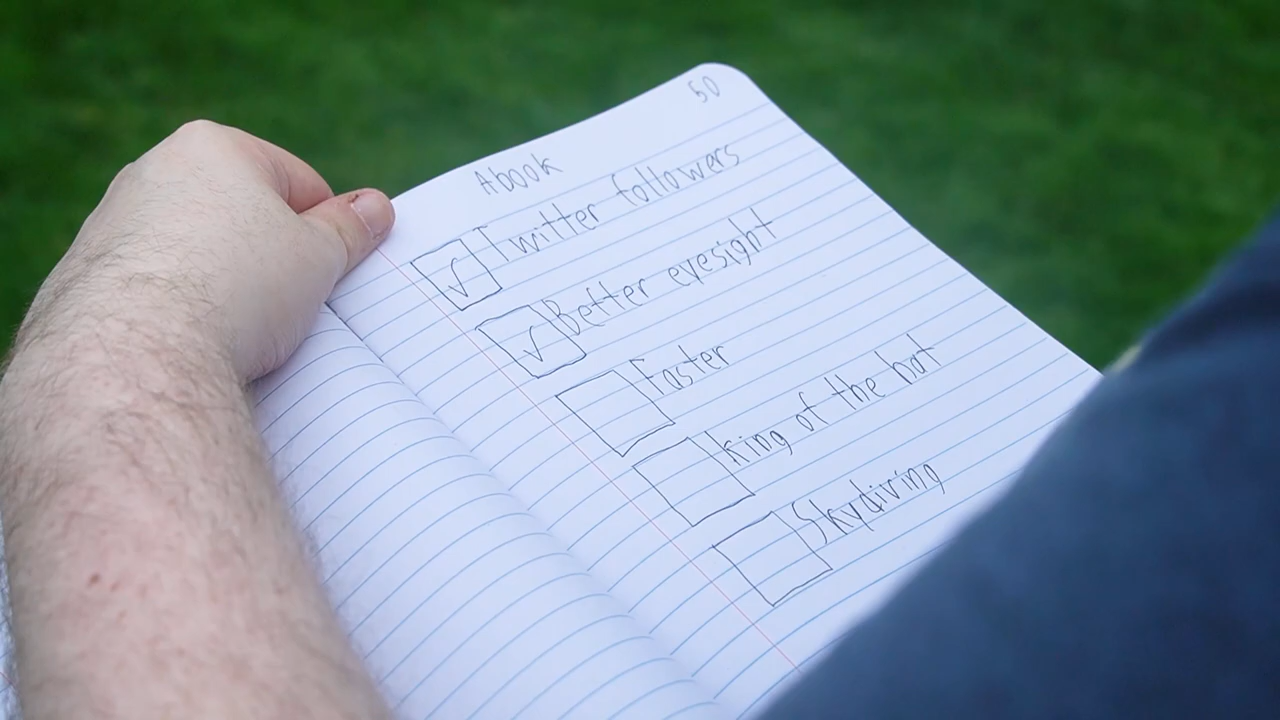 50
Abook
Twitter followers
Better eyesight
Faster
king of the hat
Skydiving